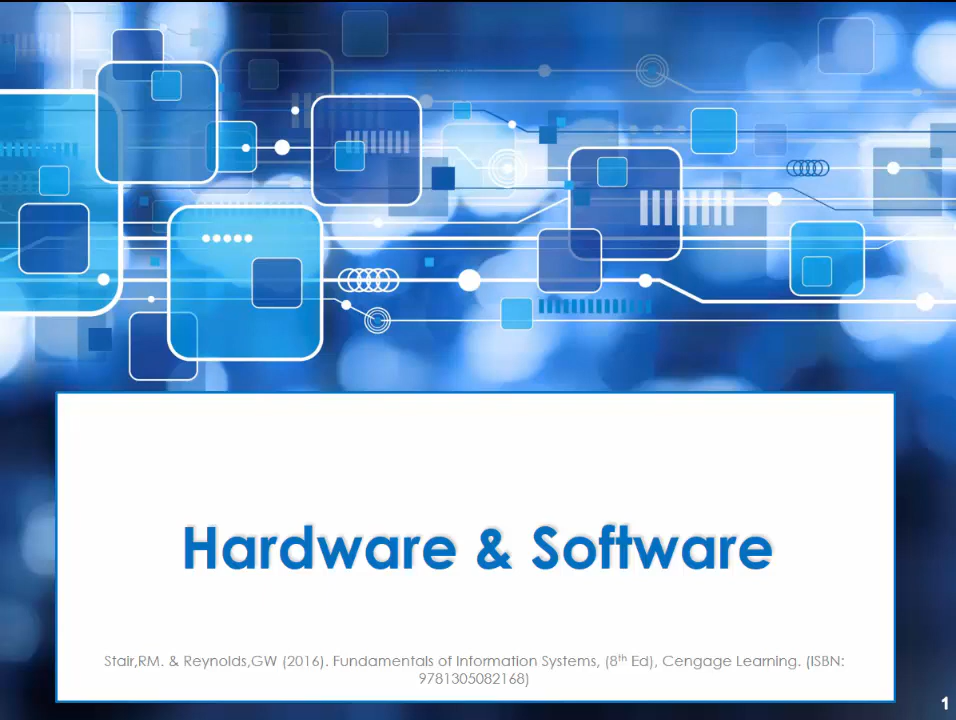 Hardware & Software
Stair,RM. & Reynolds,GW (2016). Fundamentals of Information Systems, (8th Ed), Cengage Learning. (ISBN:
9781305082168)
1